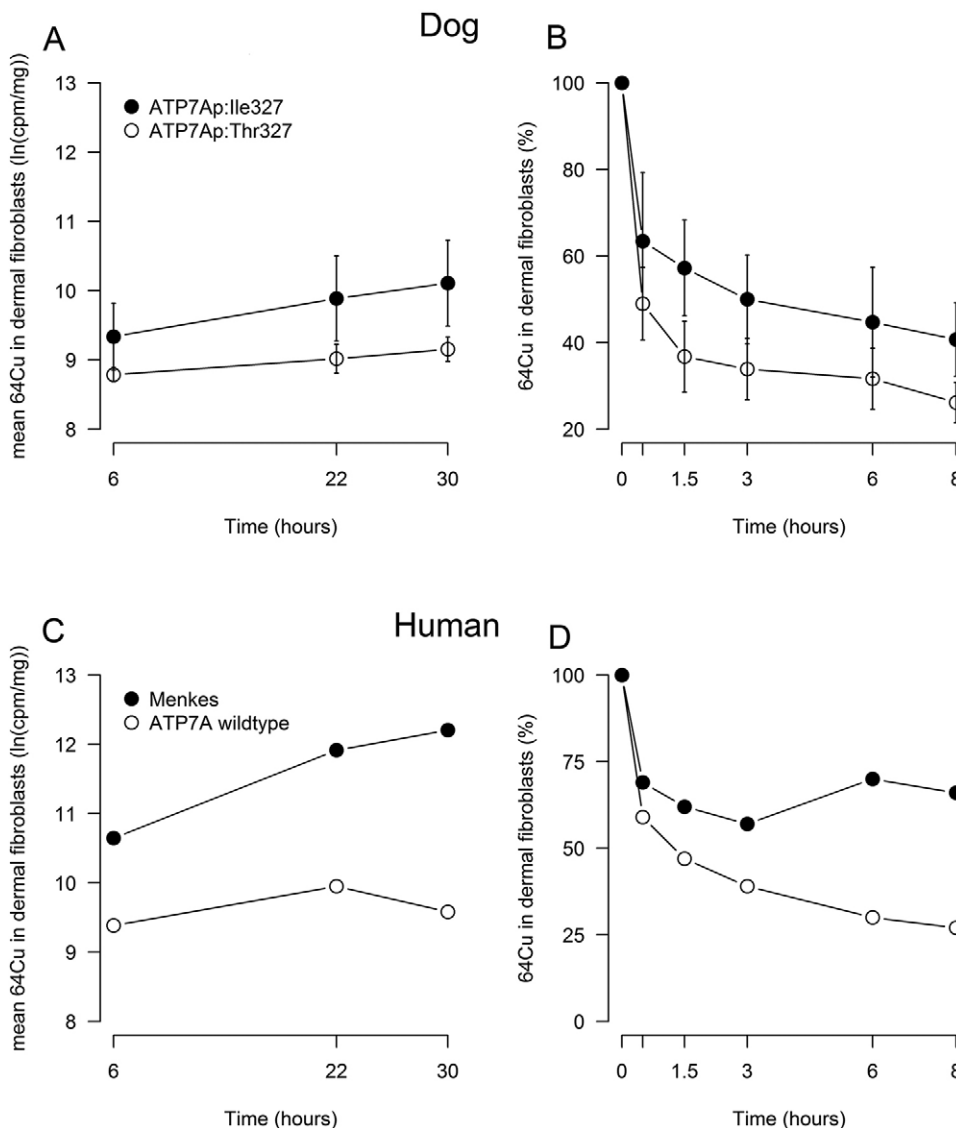 Dog
A
mean 64Cu in dermal fibroblasts (ln(cpm/mg))
13
12
11
10
9
8
ATP7Ap:Ile327
ATP7Ap:Thr327
6
22
30
Time (hours)
B
64Cu in dermal fibroblasts (%)
100
80
60
40
20
0
1.5
3
6
8
Time (hours)
Human
C
mean 64Cu in dermal fibroblasts (ln(cpm/mg))
13
12
11
10
9
8
Menkes
ATP7A wildtype
6
22
30
Time (hours)
D
64Cu in dermal fibroblasts (%)
100
75
50
25
0
0
1.5
3
6
8
Time (hours)